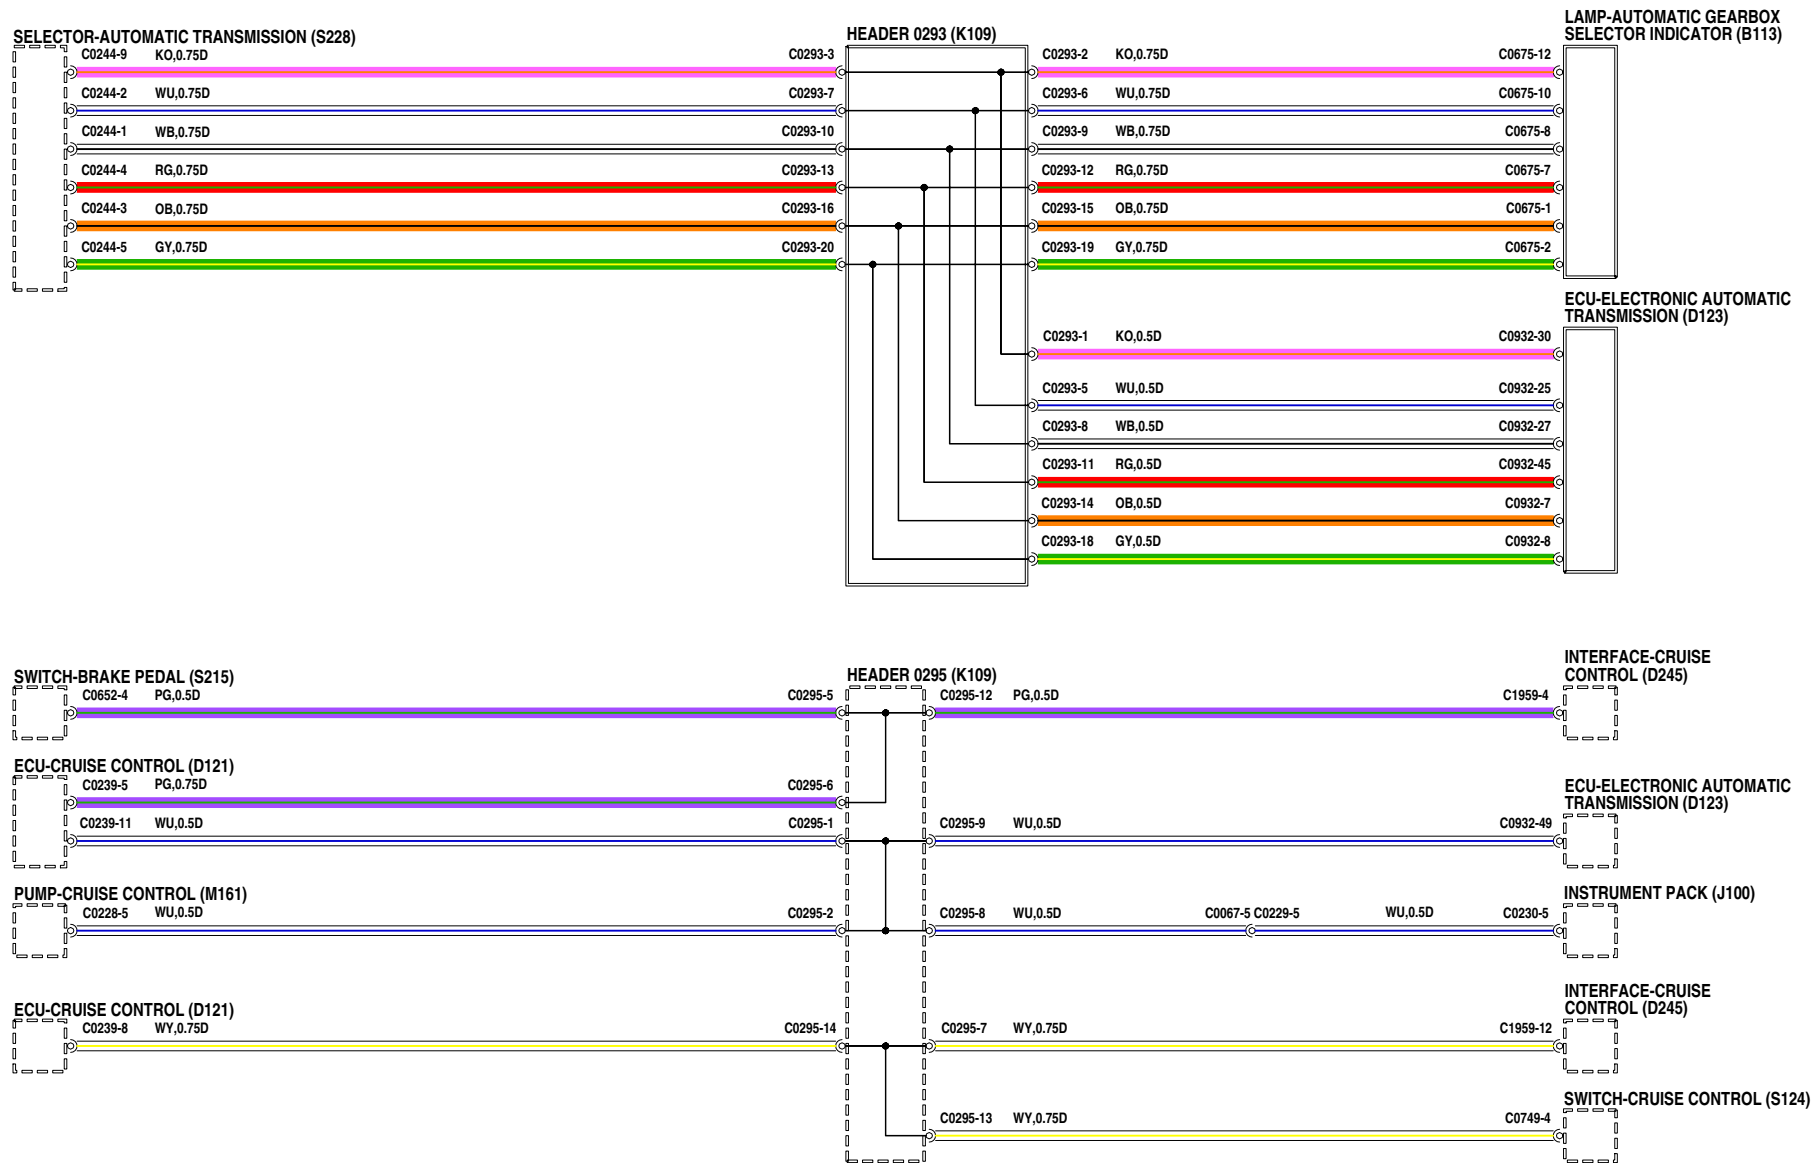 SELECTOR-AUTOMATIC TRANSMISSION (S228)
HEADER 0293 (K109)
LAMP-AUTOMATIC GEARBOX
SELECTOR INDICATOR (B113)
C0244-9 KO,0.75D C0293-3 C0293-2 KO,0.75D C0675-12
C0244-2 WU,0.75D C0293-7 C0293-6 WU,0.75D C0675-10
C0244-1 WB,0.75D C0293-10 C0293-9 WB,0.75D C0675-8
C0244-4 RG,0.75D C0293-13 C0293-12 RG,0.75D C0675-7
C0244-3 OB,0.75D C0293-16 C0293-15 OB,0.75D C0675-1
C0244-5 GY,0.75D C0293-20 C0293-19 GY,0.75D C0675-2
ECU-ELECTRONIC AUTOMATIC
TRANSMISSION (D123)
C0293-1 KO,0.5D C0932-30
C0293-5 WU,0.5D C0932-25
C0293-8 WB,0.5D C0932-27
C0293-11 RG,0.5D C0932-45
C0293-14 OB,0.5D C0932-7
C0293-18 GY,0.5D C0932-8
SWITCH-BRAKE PEDAL (S215)
HEADER 0295 (K109)
INTERFACE-CRUISE
CONTROL (D245)
C0652-4 PG,0.5D C0295-5 C0295-12 PG,0.5D C1959-4
ECU-CRUISE CONTROL (D121)
C0239-5 PG,0.75D C0295-6
ECU-ELECTRONIC AUTOMATIC
TRANSMISSION (D123)
C0239-11 WU,0.5D C0295-1 C0295-9 WU,0.5D C0932-49
PUMP-CRUISE CONTROL (M161)
INSTRUMENT PACK (J100)
C0228-5 WU,0.5D C0295-2 C0295-8 WU,0.5D C0067-5 C0229-5 WU,0.5D C0230-5
ECU-CRUISE CONTROL (D121)
INTERFACE-CRUISE
CONTROL (D245)
C0239-8 WY,0.75D C0295-14 C0295-7 WY,0.75D C1959-12
SWITCH-CRUISE CONTROL (S124)
C0295-13 WY,0.75D C0749-4